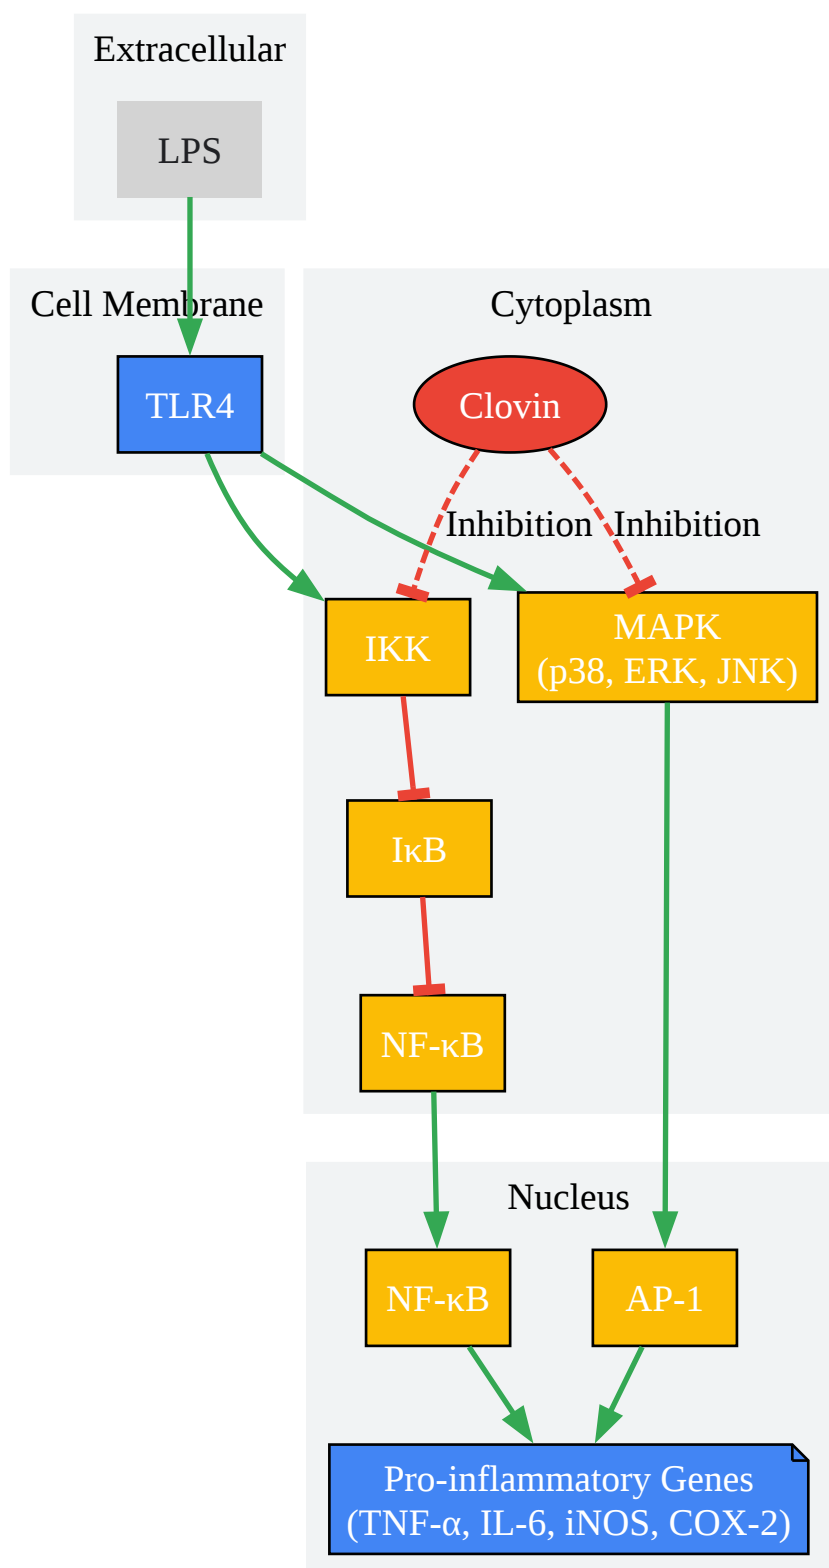 Extracellular
LPS
Cell Membrane
Cytoplasm
TLR4
Clovin
Inhibition
Inhibition
IKK
MAPK
(p38, ERK, JNK)
IκB
NF-κB
Nucleus
NF-κB
AP-1
Pro-inflammatory Genes
(TNF-α, IL-6, iNOS, COX-2)